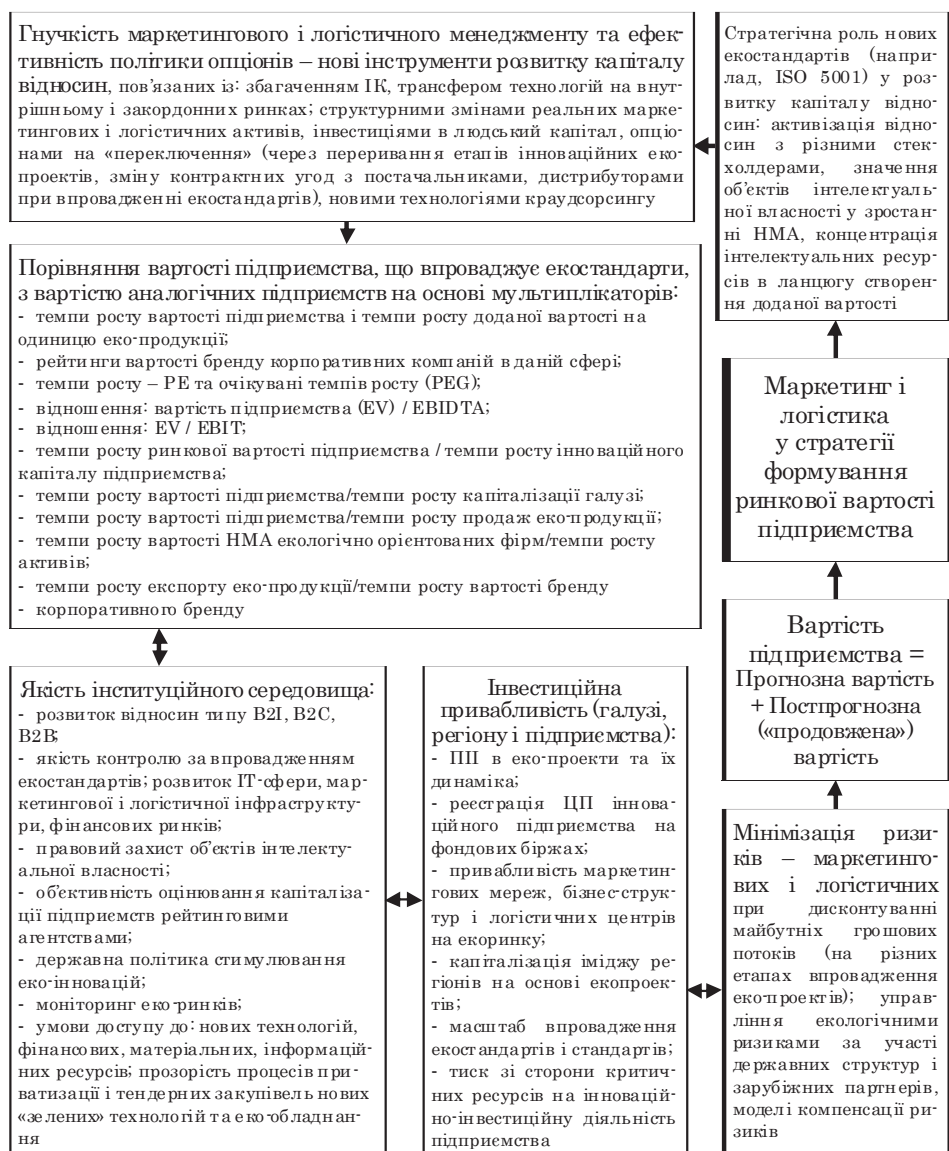 Гнучкість маркетингового і логістичного менеджменту та ефек-
тивність політики опціонів – нові інструменти розвитку капіталу
відносин, пов’язаних із: збагаченням ІК, трансфером технологій на внут-
рішньому і закордонних ринках; структурними змінами реальних марке-
тингових і логістичних активів, інвестиціями в людський капітал, опціо-
нами на «переключення» (через переривання етапів інноваційних еко-
проектів, зміну контрактних угод з постачальниками, дистрибуторами
при впровадженні екостандартів), новими технологіями краудсорсингу
Стратегічна роль нових
екостандартів (напри-
лад, ISO 5001) у роз-
витку капіталу відно-
син: активізація відно-
син з різними стек-
холдерами, значення
об’єктів інтелектуаль-
ної власності у зростан-
ні НМА, концентрація
інтелектуальних ресур-
сів в ланцюгу створен-
ня доданої вартості
Порівняння вартості підприємства, що впроваджує екостандарти,
з вартістю аналогічних підприємств на основі мультиплікаторів:
- темпи росту вартості підприємства і темпи росту доданої вартості на
одиницю еко-продукції;
- рейтинги вартості бренду корпоративних компаній в даній сфері;
- темпи росту – PE та очікувані темпів росту (PEG);
- відношення: вартість підприємства (EV) / EBIDTA;
- відношення: EV / EBIT;
- темпи росту ринкової вартості підприємства / темпи росту інноваційного
капіталу підприємства;
- темпи росту вартості підприємства/темпи росту капіталізації галузі;
- темпи росту вартості підприємства/темпи росту продаж еко-продукції;
- темпи росту вартості НМА екологічно орієнтованих фірм/темпи росту
активів;
- темпи росту експорту еко-продукції/темпи росту вартості бренду
- корпоративного бренду
Маркетинг і
логістика
у стратегії
формування
ринкової вартості
підприємства
Вартість
підприємства =
Прогнозна вартість
+ Постпрогнозна
(«продовжена»)
вартість
Якість інституційного середовища:
- розвиток відносин типу B2I, B2C,
B2B;
- якість контролю за впровадженням
екостандартів; розвиток ІТ-сфери, мар-
кетингової і логістичної інфраструкту-
ри, фінансових ринків;
- правовий захист об’єктів інтелекту-
альної власності;
- об’єктивність оцінювання капіталіза-
ції підприємств рейтинговими
агентствами;
- державна політика стимулювання
еко-інновацій;
- моніторинг еко-ринків;
- умови доступу до: нових технологій,
фінансових, матеріальних, інформацій-
них ресурсів; прозорість процесів при-
ватизації і тендерних закупівель нових
«зелених» технологій та еко-обладнан-
ня
Інвестиційна
привабливість (галузі,
регіону і підприємства):
- ПІІ в еко-проекти та їх
динаміка;
- реєстрація ЦП іннова-
ційного підприємства на
фондових біржах;
- привабливість маркетин-
гових мереж, бізнес-струк-
тур і логістичних центрів
на екоринку;
- капіталізація іміджу ре-
гіонів на основі екопроек-
тів;
- масштаб впровадження
екостандартів і стандартів;
- тиск зі сторони критич-
них ресурсів на інновацій-
но-інвестиційну діяльність
підприємства
Мінімізація ризи-
ків – маркетинго-
вих і логістичних
при дисконтуванні
майбутніх грошових
потоків (на різних
етапах впровадження
еко-проектів); управ-
ління екологічними
ризиками за участі
державних структур і
зарубіжних партнерів,
моделі компенсації ри-
зиків